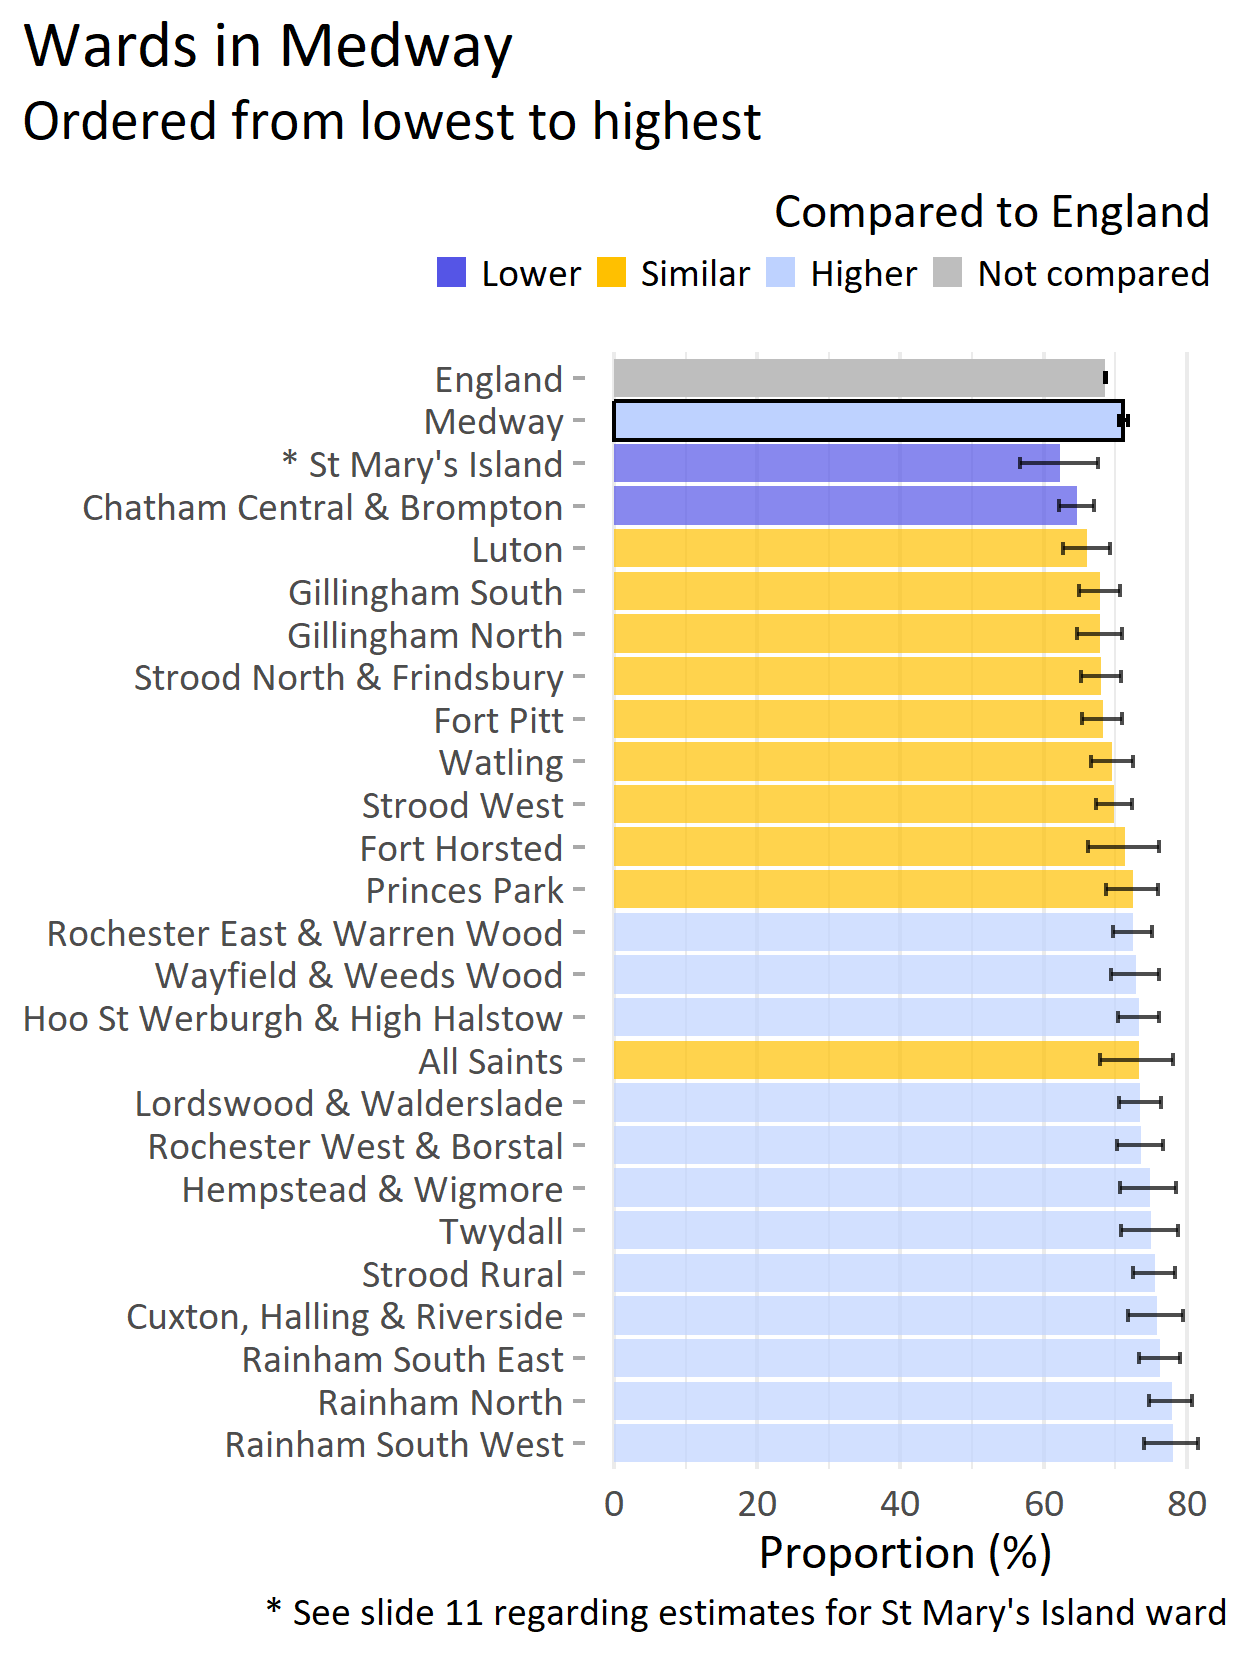 Wards in Medway
Ordered from lowest to highest
Compared to England
Lower Similar Higher Not compared
England
Medway
* St Mary's Island
Chatham Central & Brompton
Luton
Gillingham South
Gillingham North
Strood North & Frindsbury
Fort Pitt
Watling
Strood West
Fort Horsted
Princes Park
Rochester East & Warren Wood
Wayfield & Weeds Wood
Hoo St Werburgh & High Halstow
All Saints
Lordswood & Walderslade
Rochester West & Borstal
Hempstead & Wigmore
Twydall
Strood Rural
Cuxton, Halling & Riverside
Rainham South East
Rainham North
Rainham South West
0 20 40 60 80
Proportion (%)
* See slide 11 regarding estimates for St Mary's Island ward